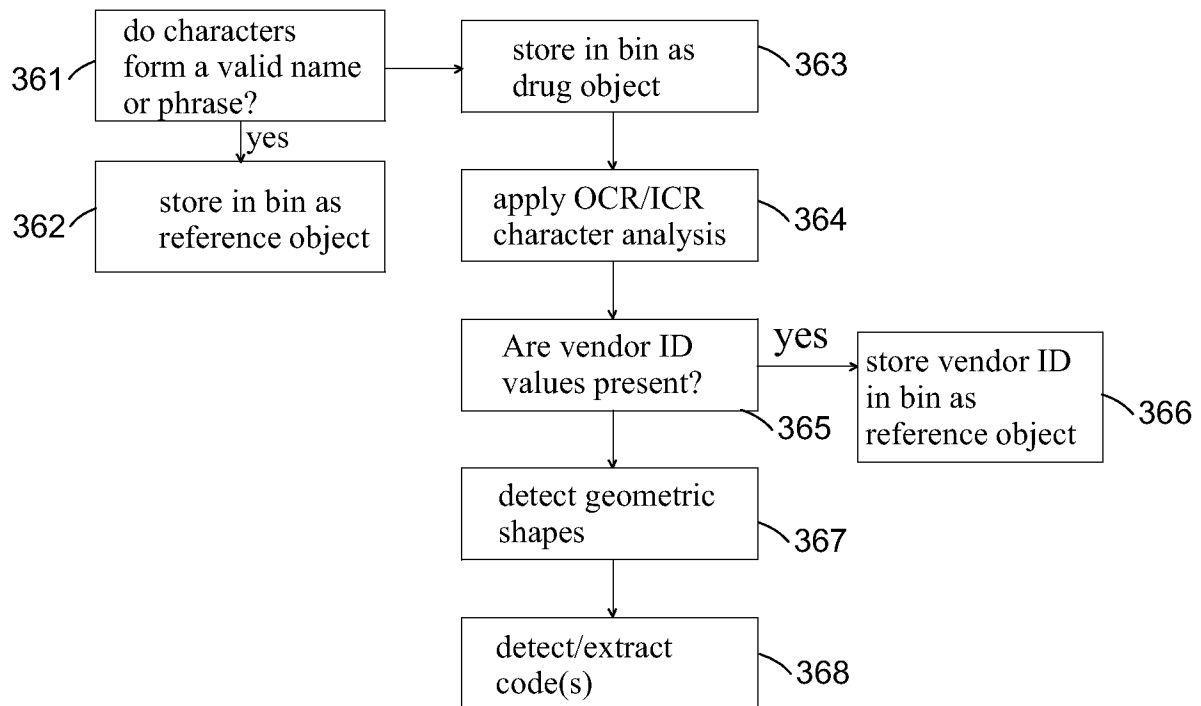 do characters
form a valid name
or phrase?
361
yes
store in bin as
reference object
362
store in bin as
drug object
363
apply OCR/ICR
character analysis
364
Are vendor ID
values present?
365
yes
store vendor ID
in bin as
reference object
366
detect geometric
shapes
367
detect/extract
code(s)
368